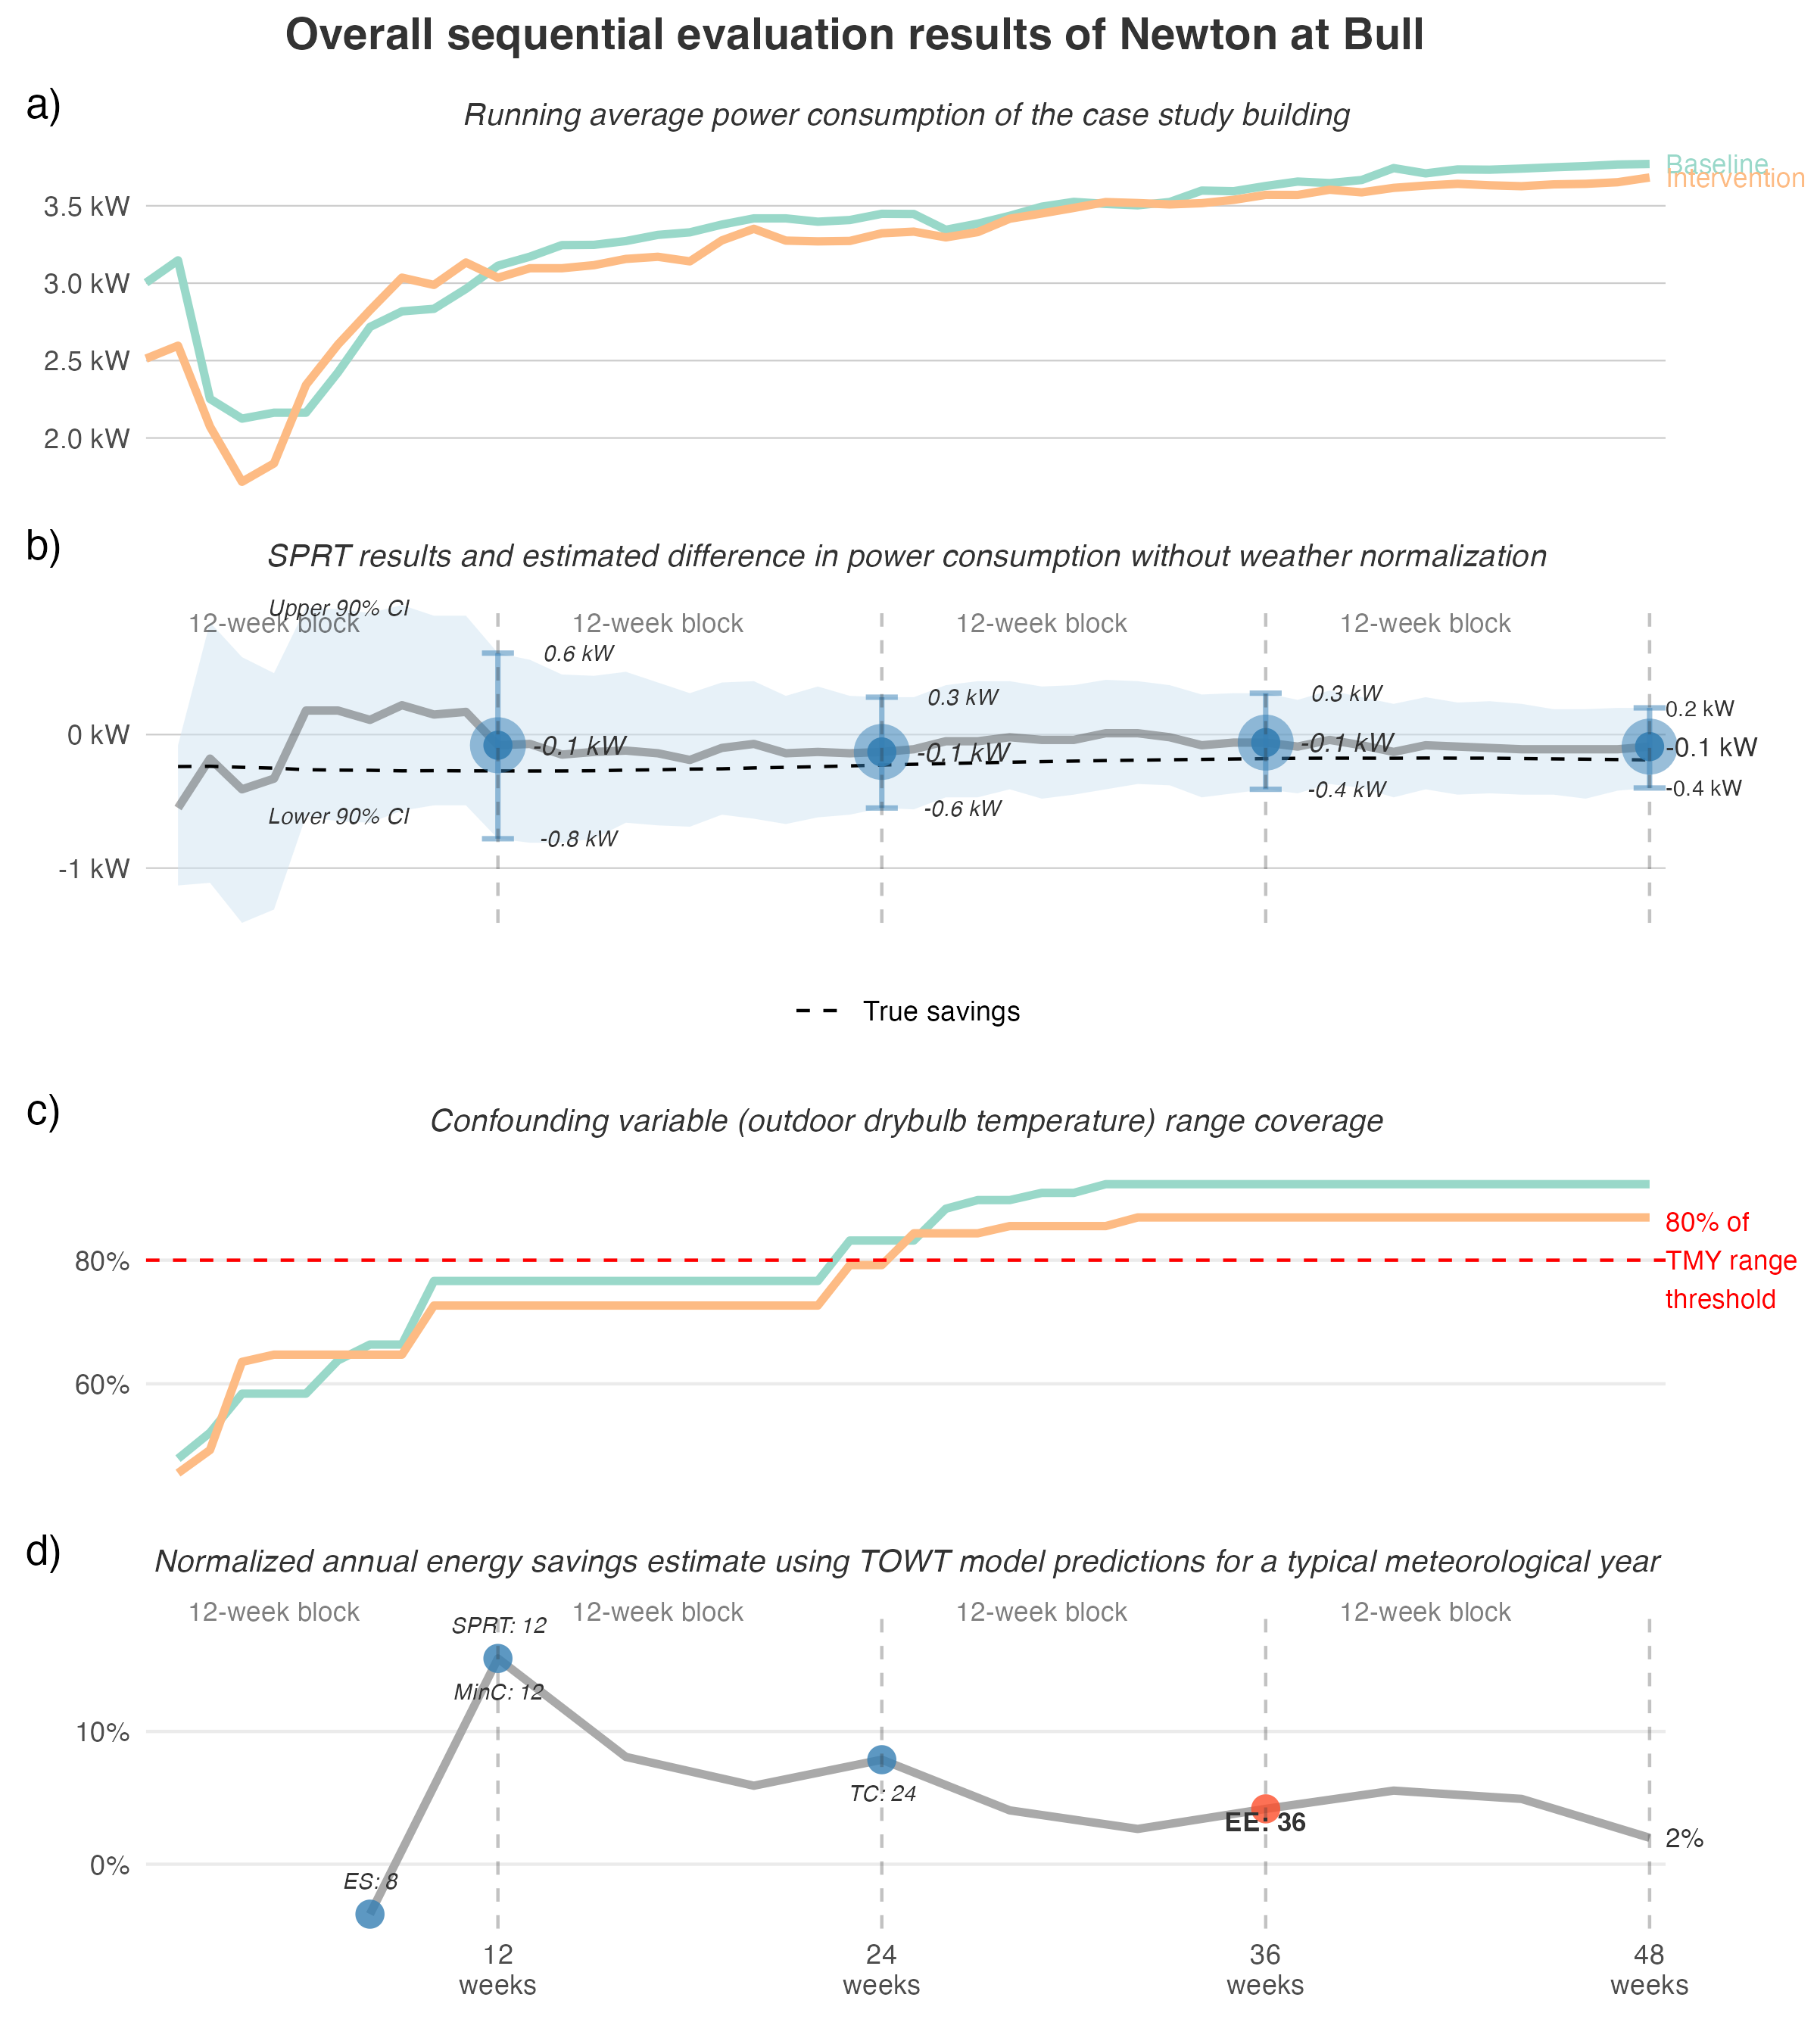 Overall sequential evaluation results of Newton at Bull
a)
Running average power consumption of the case study building
Baseline
Intervention
3.5 kW
3.0 kW
2.5 kW
2.0 kW
b)
SPRT results and estimated difference in power consumption without weather normalization
Upper 90% CI
12-week block
12-week block
12-week block
12-week block
0.6 kW
0.3 kW
0.3 kW
0.2 kW
0 kW
-0.1 kW
-0.1 kW
-0.1 kW
-0.1 kW
Lower 90% CI
-0.8 kW
-0.6 kW
-0.4 kW
-0.4 kW
-1 kW
True savings
c)
Confounding variable (outdoor drybulb temperature) range coverage
80%
60%
80% of
TMY range
threshold
d)
Normalized annual energy savings estimate using TOWT model predictions for a typical meteorological year
12-week block
12-week block
12-week block
12-week block
SPRT: 12
MinC: 12
10%
TC: 24
EE: 36
2%
0%
ES: 8
12
weeks
24
weeks
36
weeks
48
weeks